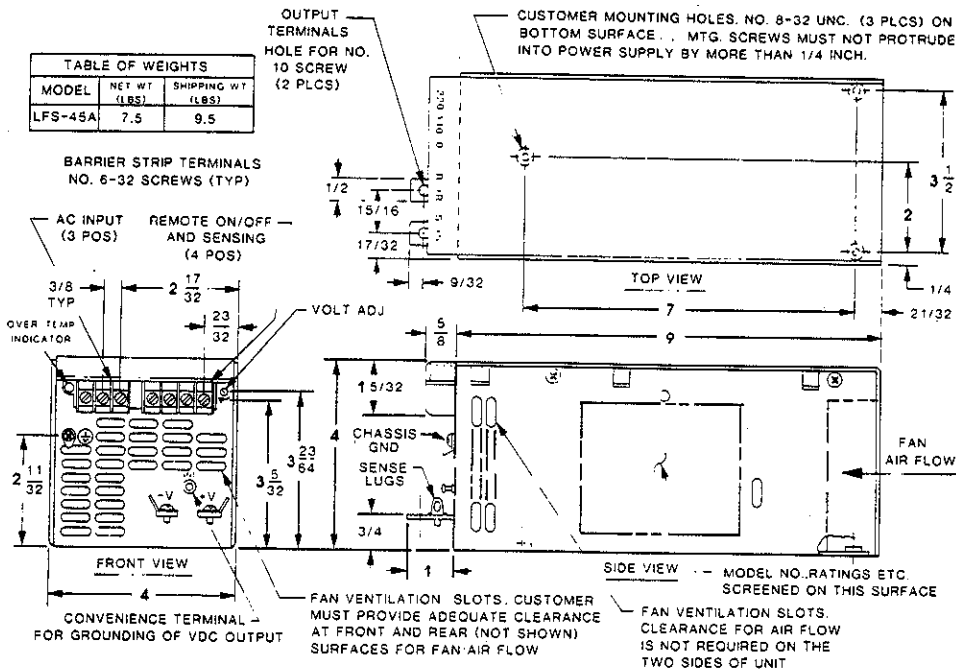 OUTPUT
TERMINALS
HOLE FOR NO.
10 SCREW
(2 PLCS)
CUSTOMER MOUNTING HOLES. NO. 8-32 UNC. (3 PLCS) ON
BOTTOM SURFACE . . MTG. SCREWS MUST NOT PROTRUDE
INTO POWER SUPPLY BY MORE THAN 1/4 INCH.
TABLE OF WEIGHTS
MODEL NET WT (LBS) SHIPPING WT (LBS)
LFS-45A 7.5 9.5
BARRIER STRIP TERMINALS
NO. 6-32 SCREWS (TYP)
220 110 0
1/2
15/16
17/32
9/32
3 1/2
2
TOP VIEW
1/4
7
21/32
9
5/8
AC INPUT
(3 POS)
REMOTE ON/OFF
AND SENSING
(4 POS)
3/8
TYP
2 17/32
23/32
OVER TEMP
INDICATOR
VOLT ADJ
2 11/32
3 5/32
3 23/64
4
-V +V
FRONT VIEW
4
CONVENIENCE TERMINAL
FOR GROUNDING OF VDC OUTPUT
1 5/32
CHASSIS
GND
SENSE
LUGS
3/4
1
FAN
AIR FLOW
SIDE VIEW
MODEL NO.,RATINGS ETC.
SCREENED ON THIS SURFACE
FAN VENTILATION SLOTS. CUSTOMER
MUST PROVIDE ADEQUATE CLEARANCE
AT FRONT AND REAR (NOT SHOWN)
SURFACES FOR FAN AIR FLOW
FAN VENTILATION SLOTS.
CLEARANCE FOR AIR FLOW
IS NOT REQUIRED ON THE
TWO SIDES OF UNIT